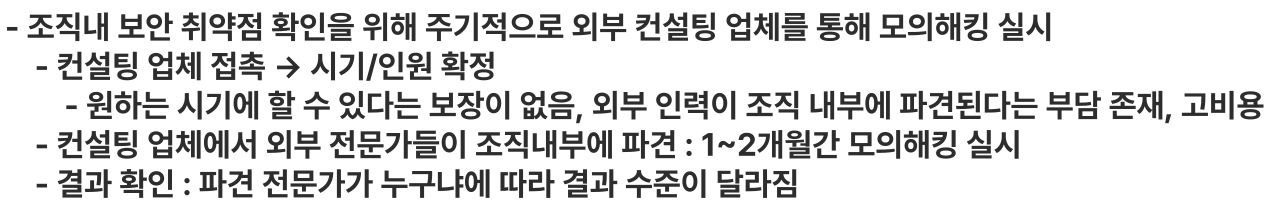 - 조직내 보안 취약점 확인을 위해 주기적으로 외부 컨설팅 업체를 통해 모의해킹 실시
- 컨설팅 업체 접촉 → 시기/인원 확정
- 원하는 시기에 할 수 있다는 보장이 없음, 외부 인력이 조직 내부에 파견된다는 부담 존재, 고비용
- 컨설팅 업체에서 외부 전문가들이 조직내부에 파견 : 1~2개월간 모의해킹 실시
- 결과 확인 : 파견 전문가가 누구냐에 따라 결과 수준이 달라짐